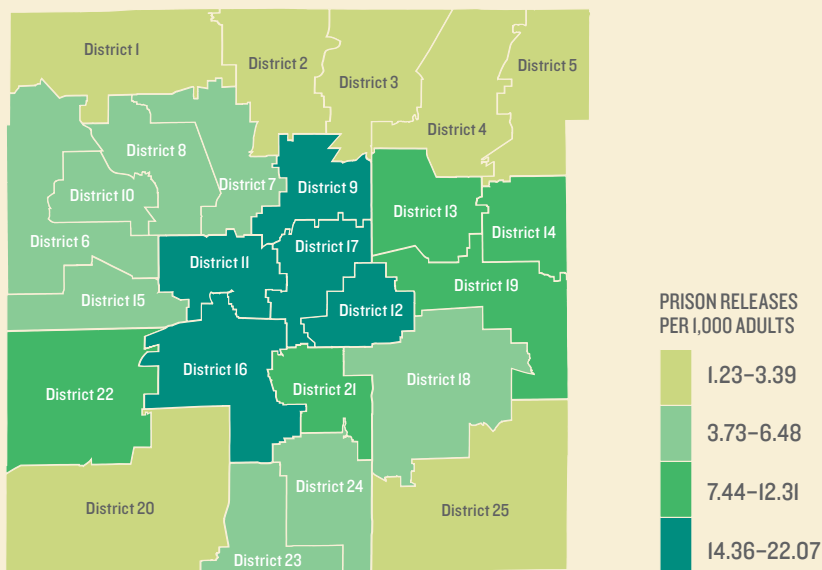 District 1
District 2
District 3
District 5
District 4
District 8
District 7
District 9
District 10
District 13
District 14
District 6
District 17
District 11
District 19
District 15
District 12
PRISON RELEASES
PER 1,000 ADULTS
District 16
District 18
1.23–3.39
District 22
District 21
3.73–6.48
District 24
7.44–12.31
District 20
District 25
14.36–22.07
District 23